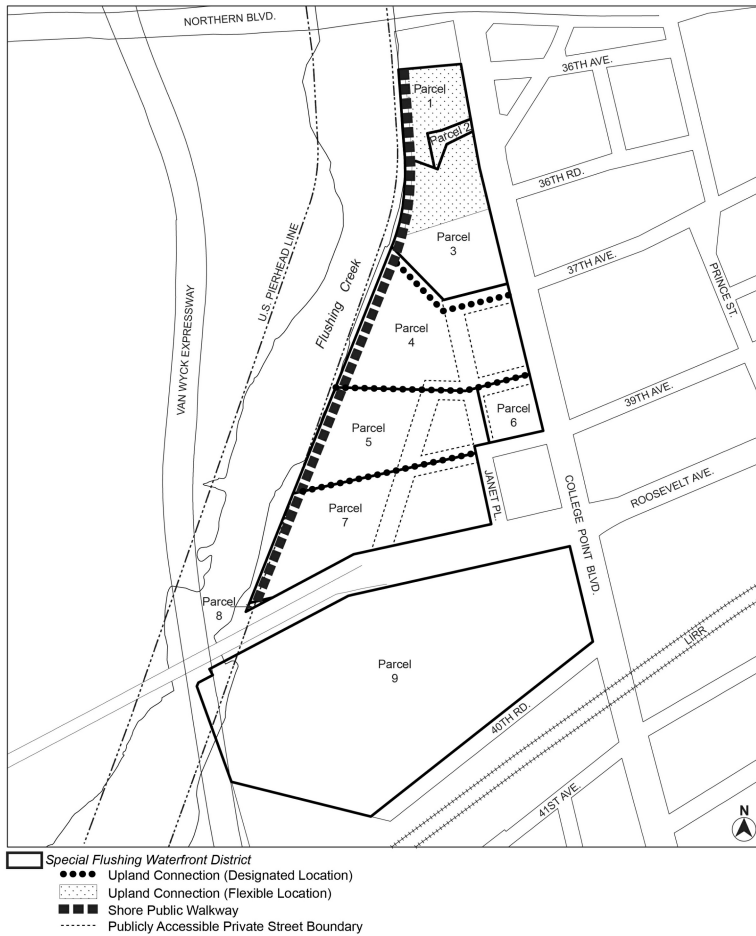 NORTHERN BLVD.
36TH AVE.
Parcel
1
Parcel 2
36TH RD.
Parcel
3
37TH AVE.
PRINCE ST.
U.S. PIERHEAD LINE
Flushing Creek
VAN WYCK EXPRESSWAY
Parcel
4
39TH AVE.
Parcel
6
Parcel
5
JANET PL.
COLLEGE POINT BLVD.
ROOSEVELT AVE.
Parcel
7
Parcel
8
LIRR
Parcel
9
40TH RD.
41ST AVE.
N
Special Flushing Waterfront District
Upland Connection (Designated Location)
Upland Connection (Flexible Location)
Shore Public Walkway
Publicly Accessible Private Street Boundary